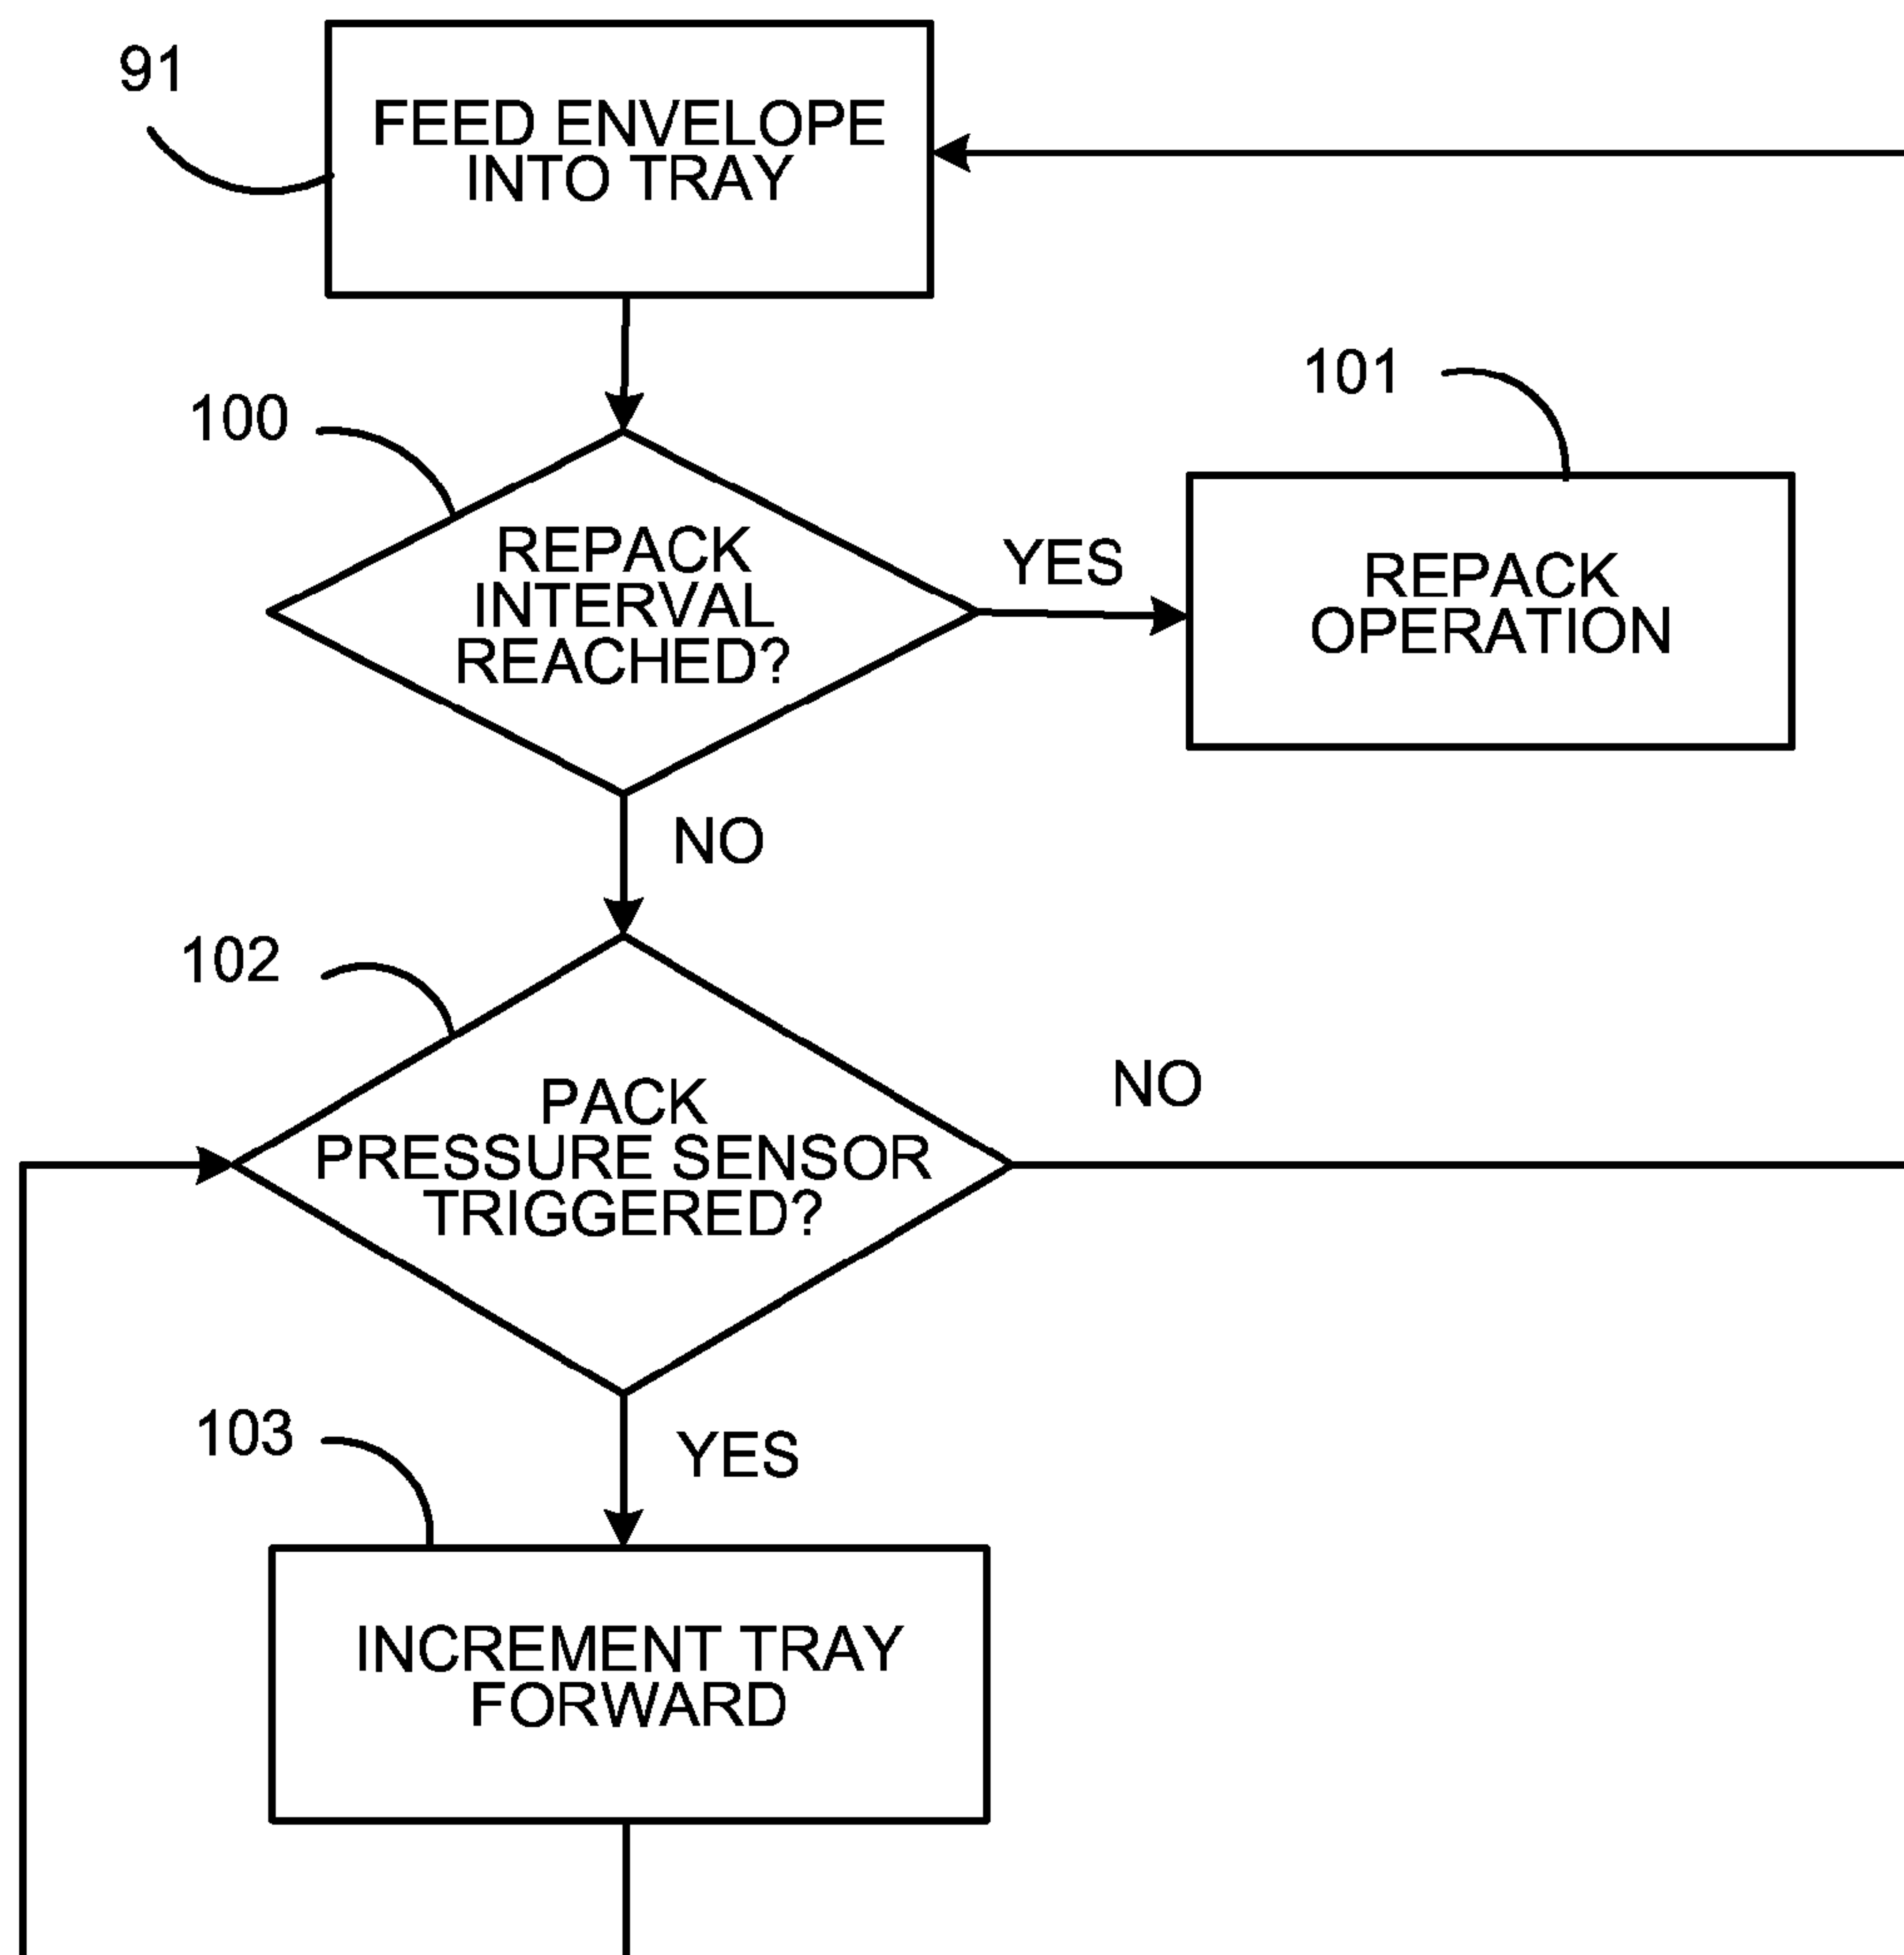 91
FEED ENVELOPE
INTO TRAY
100
REPACK
INTERVAL
REACHED?
YES
101
REPACK
OPERATION
NO
102
PACK
PRESSURE SENSOR
TRIGGERED?
NO
YES
103
INCREMENT TRAY
FORWARD